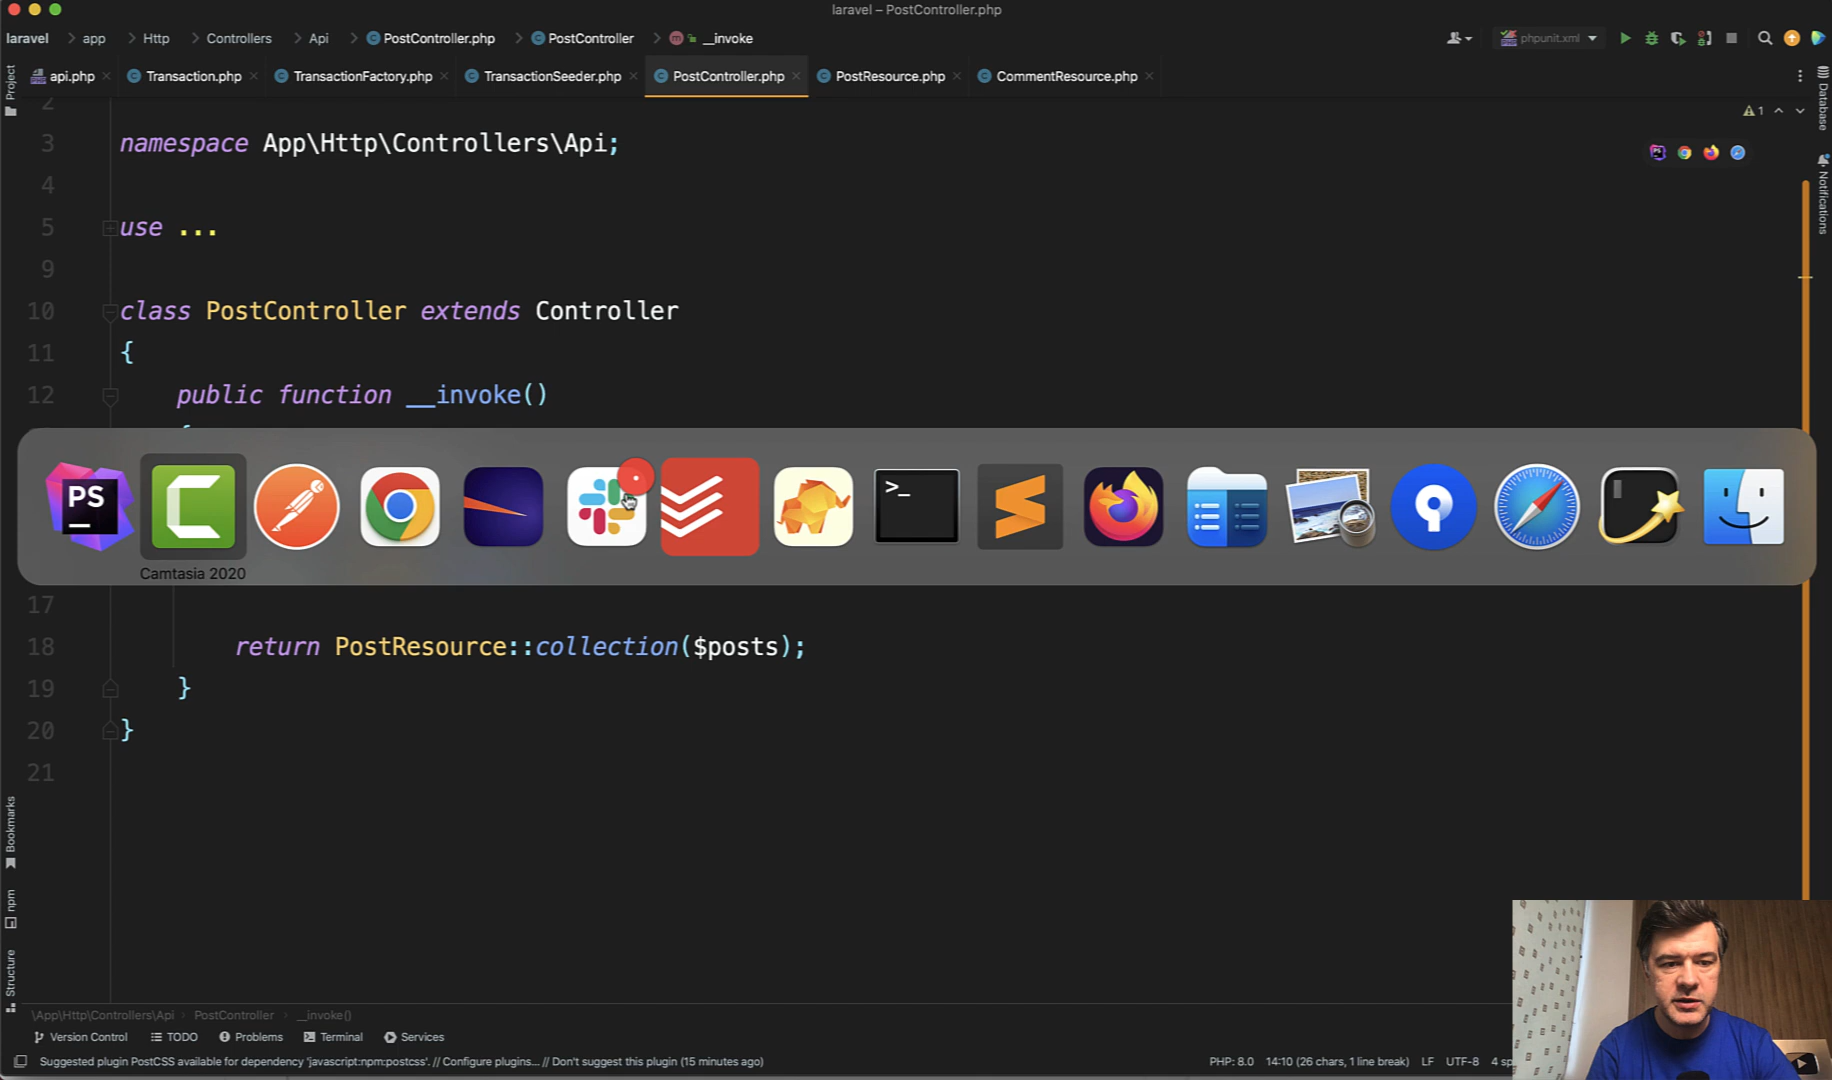 laravel – PostController.php
laravel app Http Controllers Api PostController.php PostController __invoke phpunit.xml
api.php Transaction.php TransactionFactory.php TransactionSeeder.php PostController.php PostResource.php CommentResource.php
Project
Database
Notifications
1
2
3 namespace App\Http\Controllers\Api;
4
5 use ...
9
10 class PostController extends Controller
11 {
12 public function __invoke()
PS
>_
Camtasia 2020
17
18 return PostResource::collection($posts);
19 }
20 }
21
Bookmarks
npm
Structure
\App\Http\Controllers\Api PostController __invoke()
Version Control TODO Problems Terminal Services
Suggested plugin PostCSS available for dependency 'javascript:npm:postcss'. // Configure plugins... // Don't suggest this plugin (15 minutes ago) PHP: 8.0 14:10 (26 chars, 1 line break) LF UTF-8 4